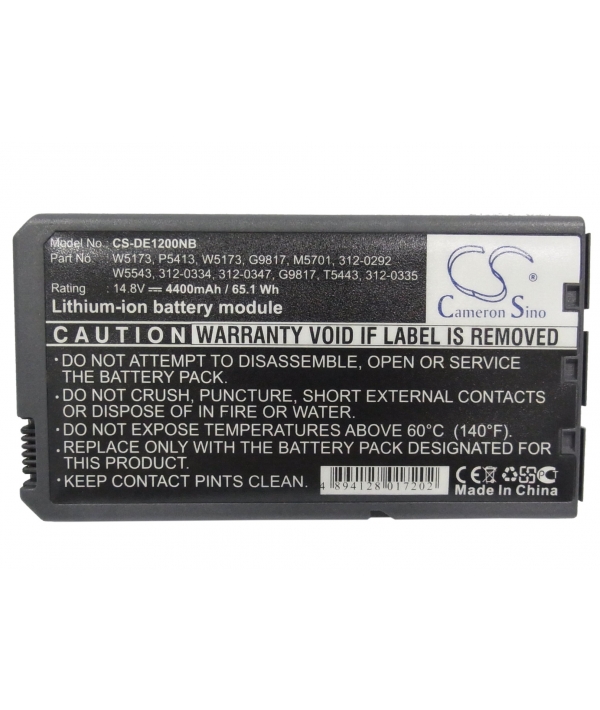 Model No. : CS-DE1200NB
Part No : W5173, P5413, W5173, G9817, M5701, 312-0292
W5543, 312-0334, 312-0347, G9817, T5443, 312-0335
Rating : 14.8V ⎓ 4400mAh / 65.1 Wh
Lithium-ion battery module
CS
Cameron Sino
CAUTION WARRANTY VOID IF LABEL IS REMOVED
•DO NOT ATTEMPT TO DISASSEMBLE, OPEN OR SERVICE
THE BATTERY PACK.
•DO NOT CRUSH, PUNCTURE, SHORT EXTERNAL CONTACTS
OR DISPOSE OF IN FIRE OR WATER.
•DO NOT EXPOSE TEMPERATURES ABOVE 60°C (140°F).
•REPLACE ONLY WITH THE BATTERY PACK DESIGNATED FOR
THIS PRODUCT.
•KEEP CONTACT PINTS CLEAN.
4 894128 017202
CE
Made In China